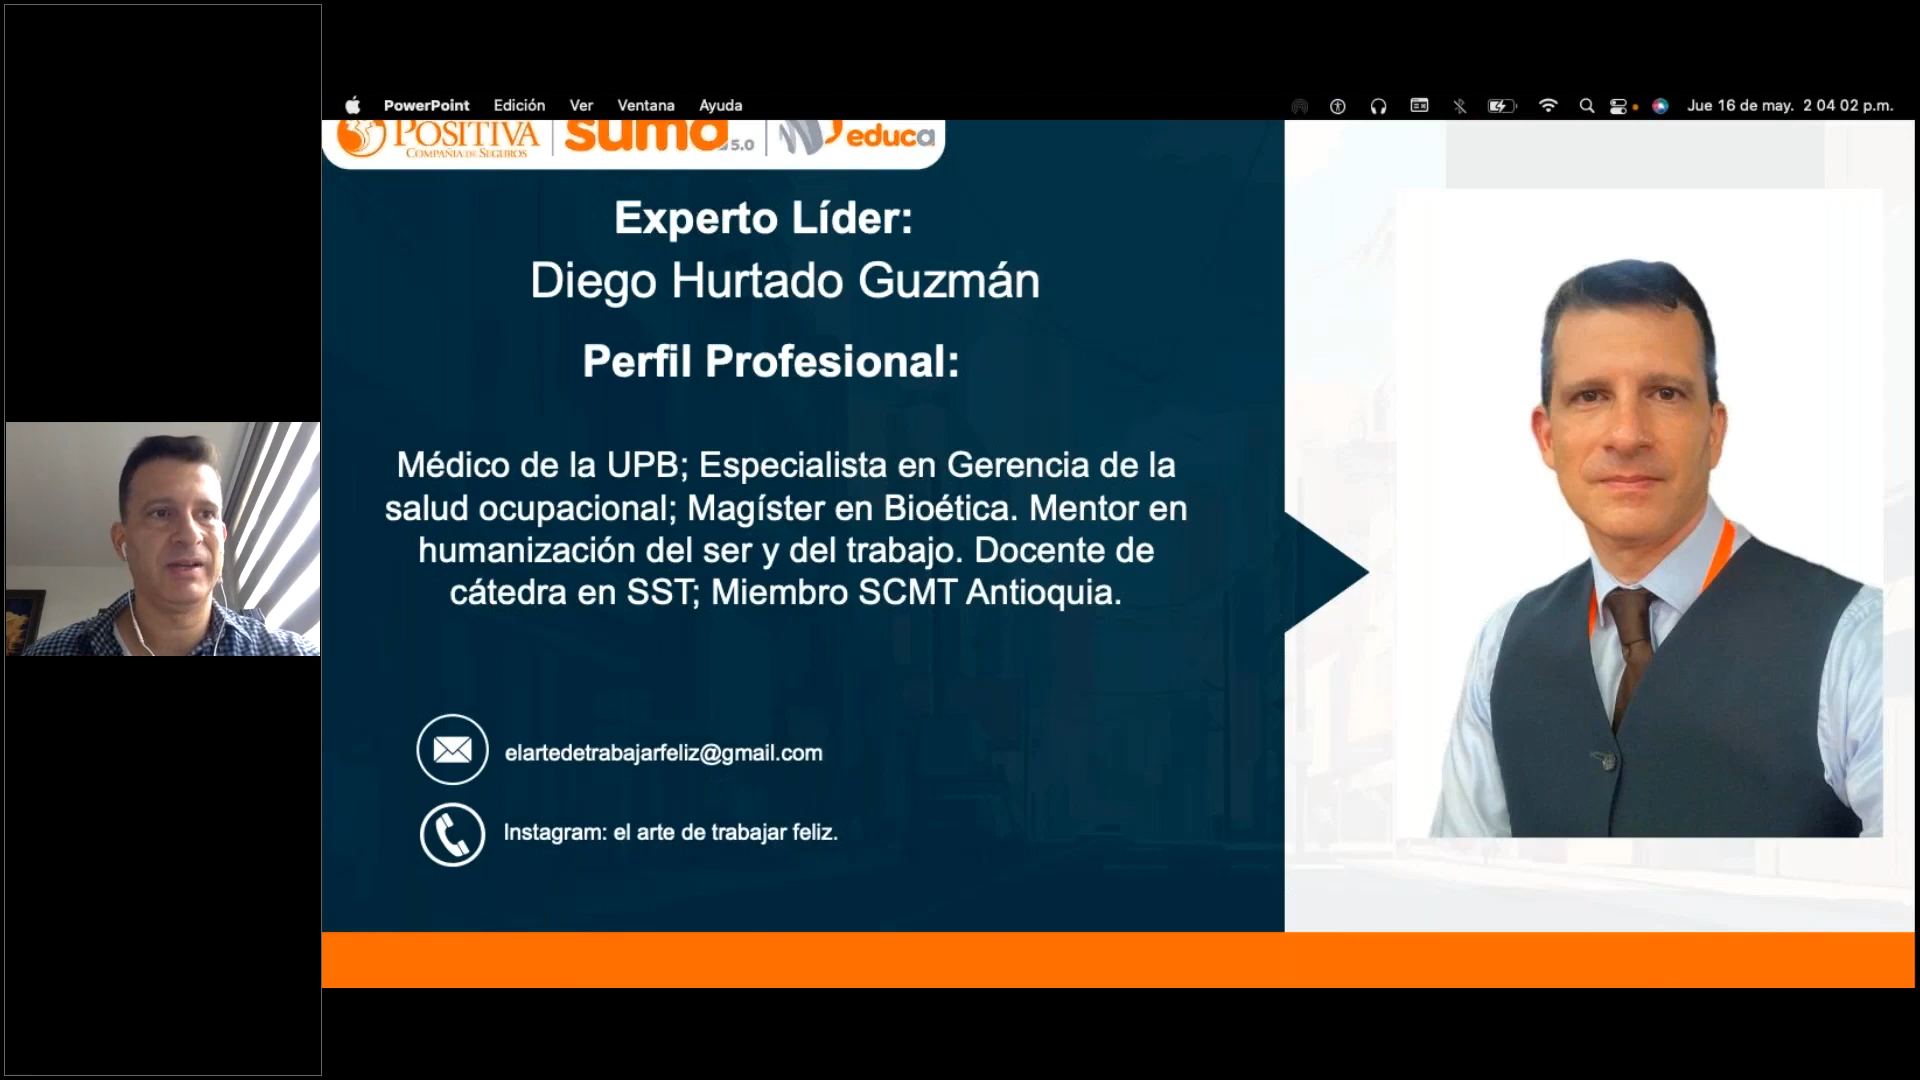 PowerPoint Edición Ver Ventana Ayuda Jue 16 de may. 2 04 02 p.m.
POSITIVA
COMPAÑÍA DE SEGUROS
suma 5.0
educa
Experto Líder:
Diego Hurtado Guzmán
Perfil Profesional:
Médico de la UPB; Especialista en Gerencia de la
salud ocupacional; Magíster en Bioética. Mentor en
humanización del ser y del trabajo. Docente de
cátedra en SST; Miembro SCMT Antioquia.
elartedetrabajarfeliz@gmail.com
Instagram: el arte de trabajar feliz.